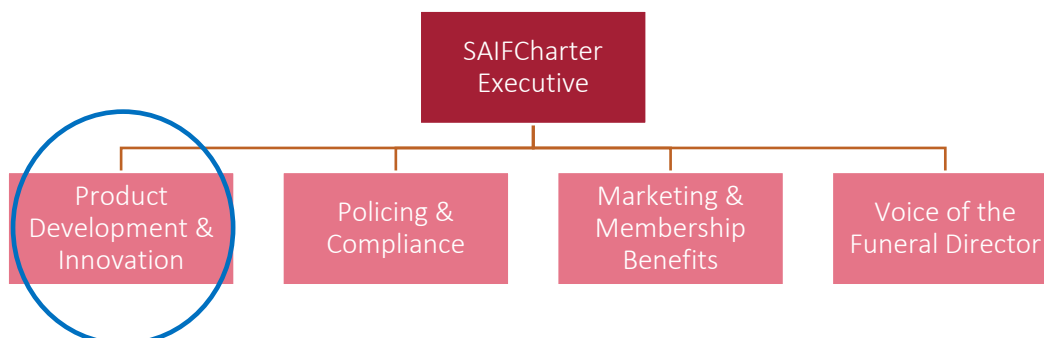 SAIFCharter
Executive
Product
Development &
Innovation
Policing &
Compliance
Marketing &
Membership
Benefits
Voice of the
Funeral Director